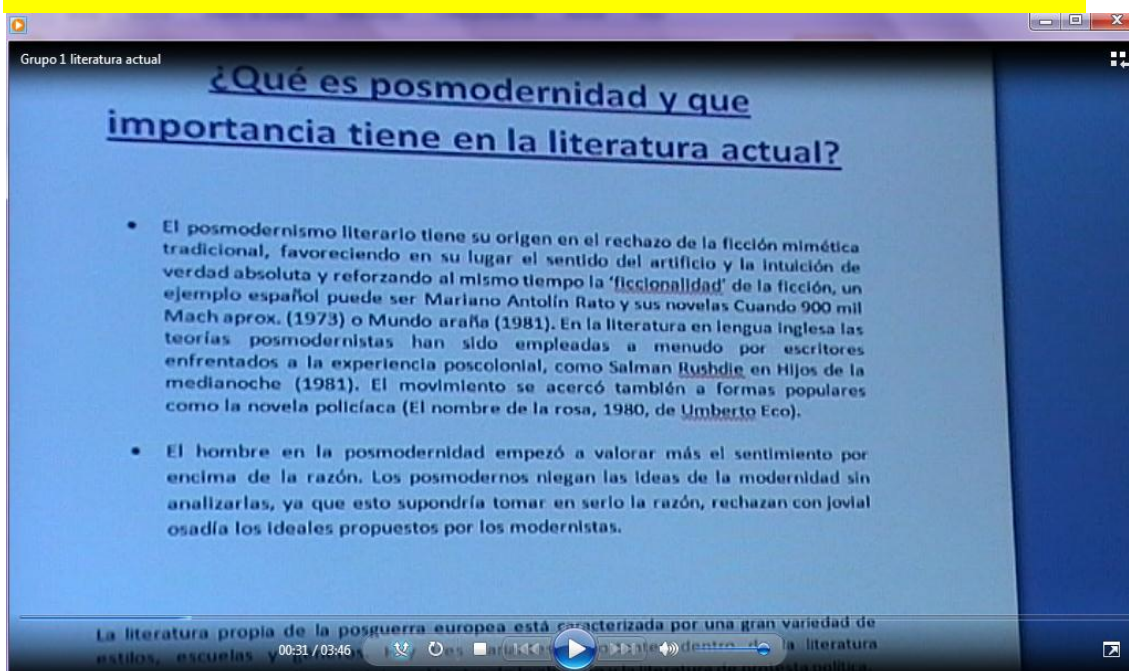 Grupo 1 literatura actual
¿Qué es posmodernidad y que
importancia tiene en la literatura actual?
• El posmodernismo literario tiene su origen en el rechazo de la ficción mimética
tradicional, favoreciendo en su lugar el sentido del artificio y la intuición de
verdad absoluta y reforzando al mismo tiempo la ‘ficcionalidad’ de la ficción, un
ejemplo español puede ser Mariano Antolín Rato y sus novelas Cuando 900 mil
Mach aprox. (1973) o Mundo araña (1981). En la literatura en lengua inglesa las
teorías posmodernistas han sido empleadas a menudo por escritores
enfrentados a la experiencia poscolonial, como Salman Rushdie en Hijos de la
medianoche (1981). El movimiento se acercó también a formas populares
como la novela policíaca (El nombre de la rosa, 1980, de Umberto Eco).
• El hombre en la posmodernidad empezó a valorar más el sentimiento por
encima de la razón. Los posmodernos niegan las ideas de la modernidad sin
analizarlas, ya que esto supondría tomar en serio la razón, rechazan con jovial
osadía los ideales propuestos por los modernistas.
La literatura propia de la posguerra europea está caracterizada por una gran variedad de
00:31 / 03:46
estilos, escuelas y dentro de la literatura